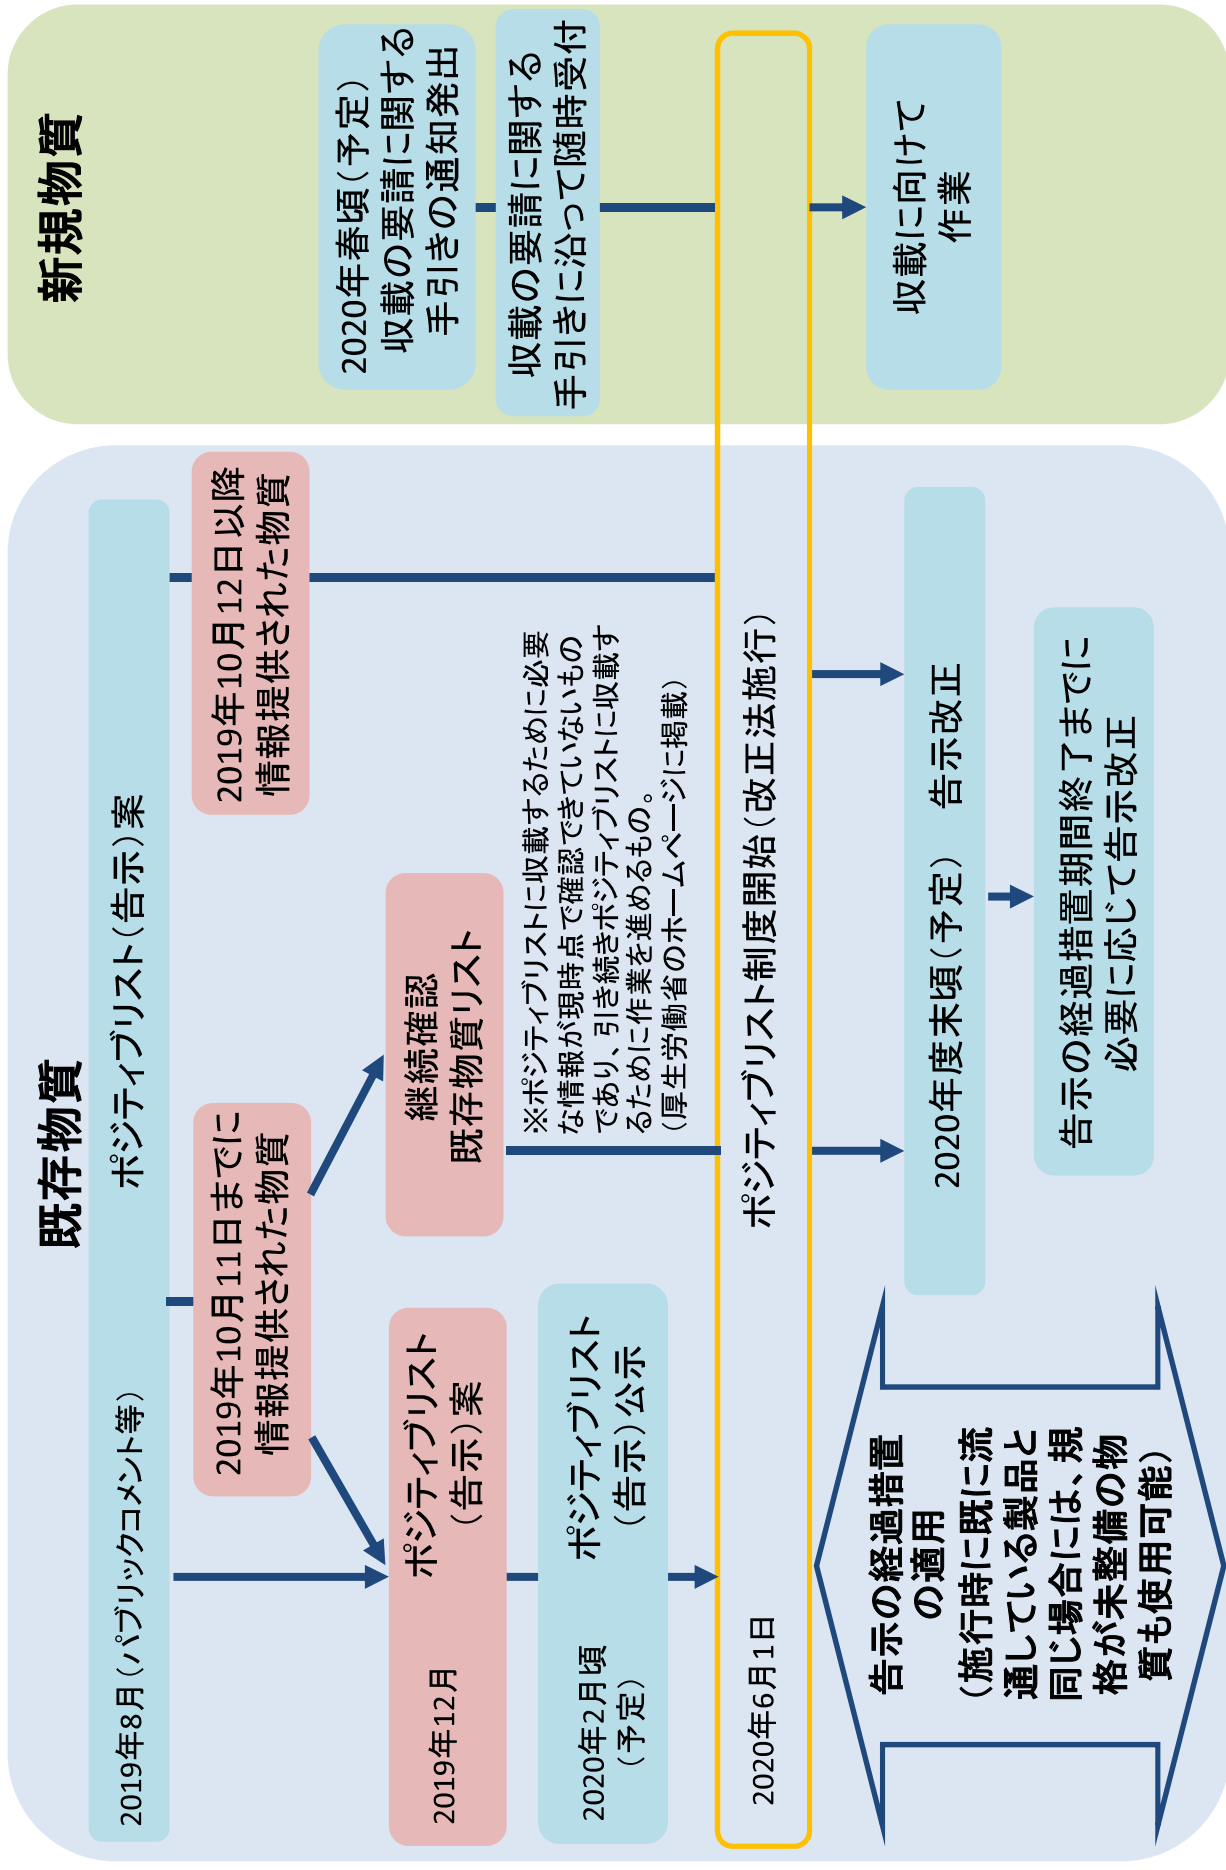 既存物質
2019年8月（パブリックコメント等）
ポジティブリスト（告示）案
2019年10月11日までに
情報提供された物質
2019年10月12日以降
情報提供された物質
2019年12月
ポジティブリスト
（告示）案
継続確認
既存物質リスト
※ポジティブリストに収載するために必要
な情報が現時点で確認できていないもの
であり、引き続きポジティブリストに収載す
るために作業を進めるもの。
（厚生労働省のホームページに掲載）
2020年2月頃
（予定）
ポジティブリスト
（告示）公示
2020年6月1日
ポジティブリスト制度開始（改正法施行）
告示の経過措置
の適用
（施行時に既に流
通している製品と
同じ場合には、規
格が未整備の物
質も使用可能）
2020年度末頃（予定）　告示改正
告示の経過措置期間終了までに
必要に応じて告示改正
新規物質
2020年春頃（予定）
収載の要請に関する
手引きの通知発出
収載の要請に関する
手引きに沿って随時受付
収載に向けて
作業